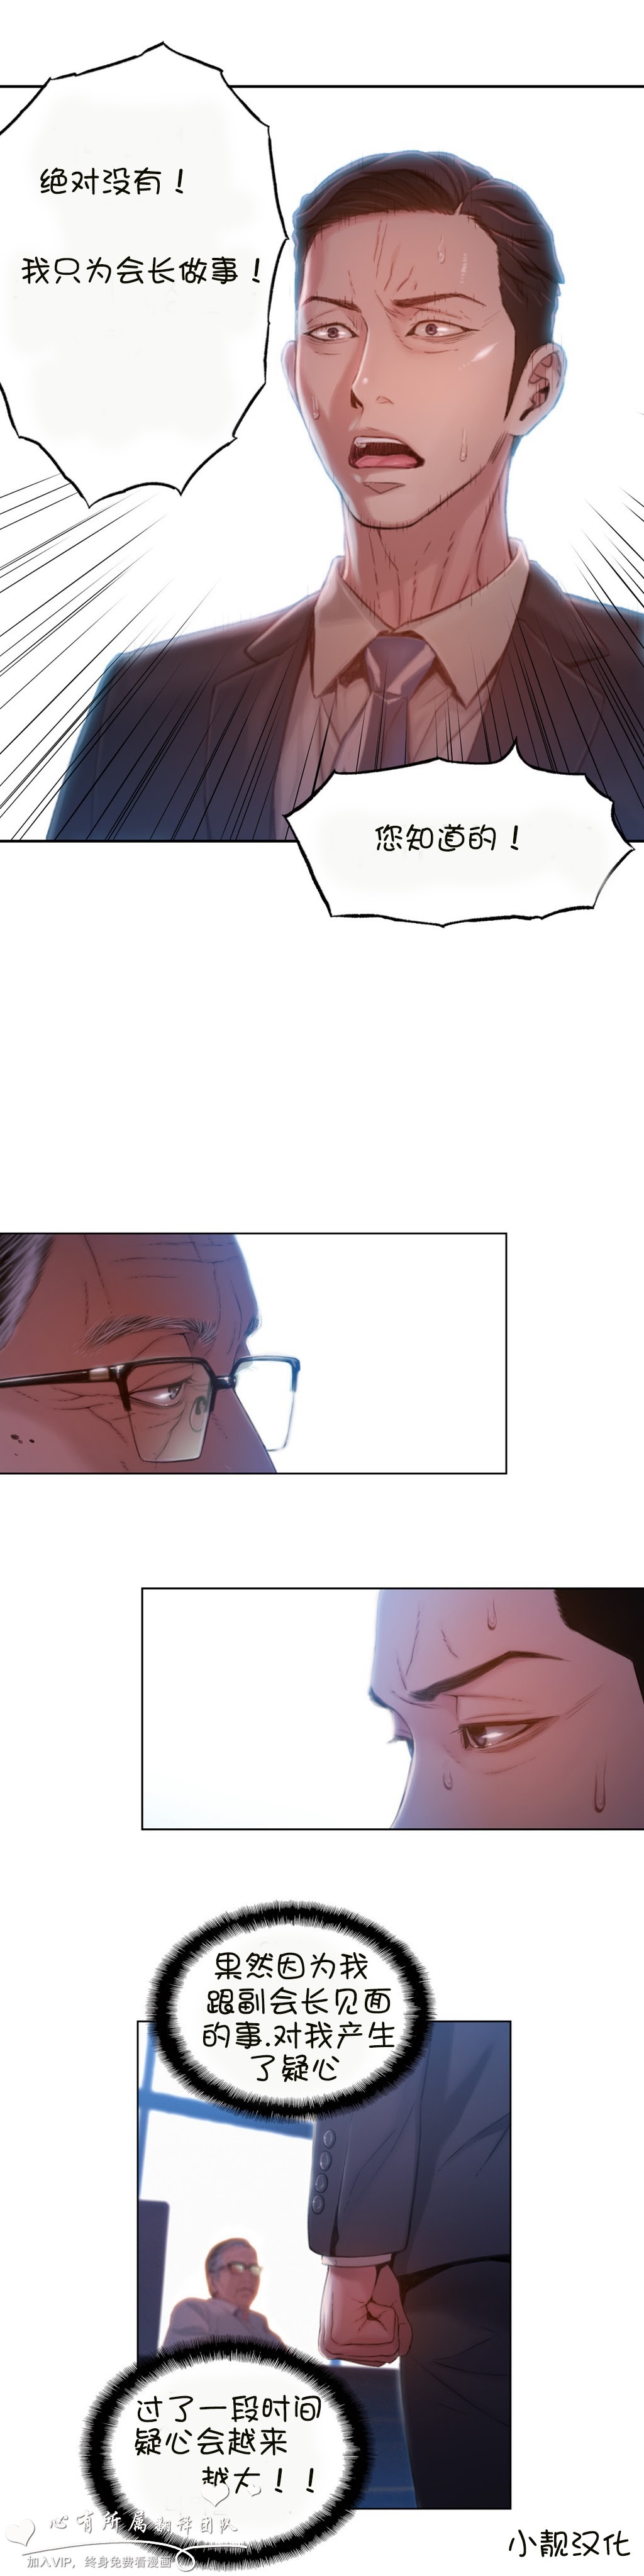 绝对没有！
我只为会长做事！
您知道的！
果然因为我
跟副会长见面
的事.对我产生
了疑心
过了一段时间
疑心会越来
越大！！
心有所属翻译团队
加入VIP，终身免费看漫画
小靓汉化